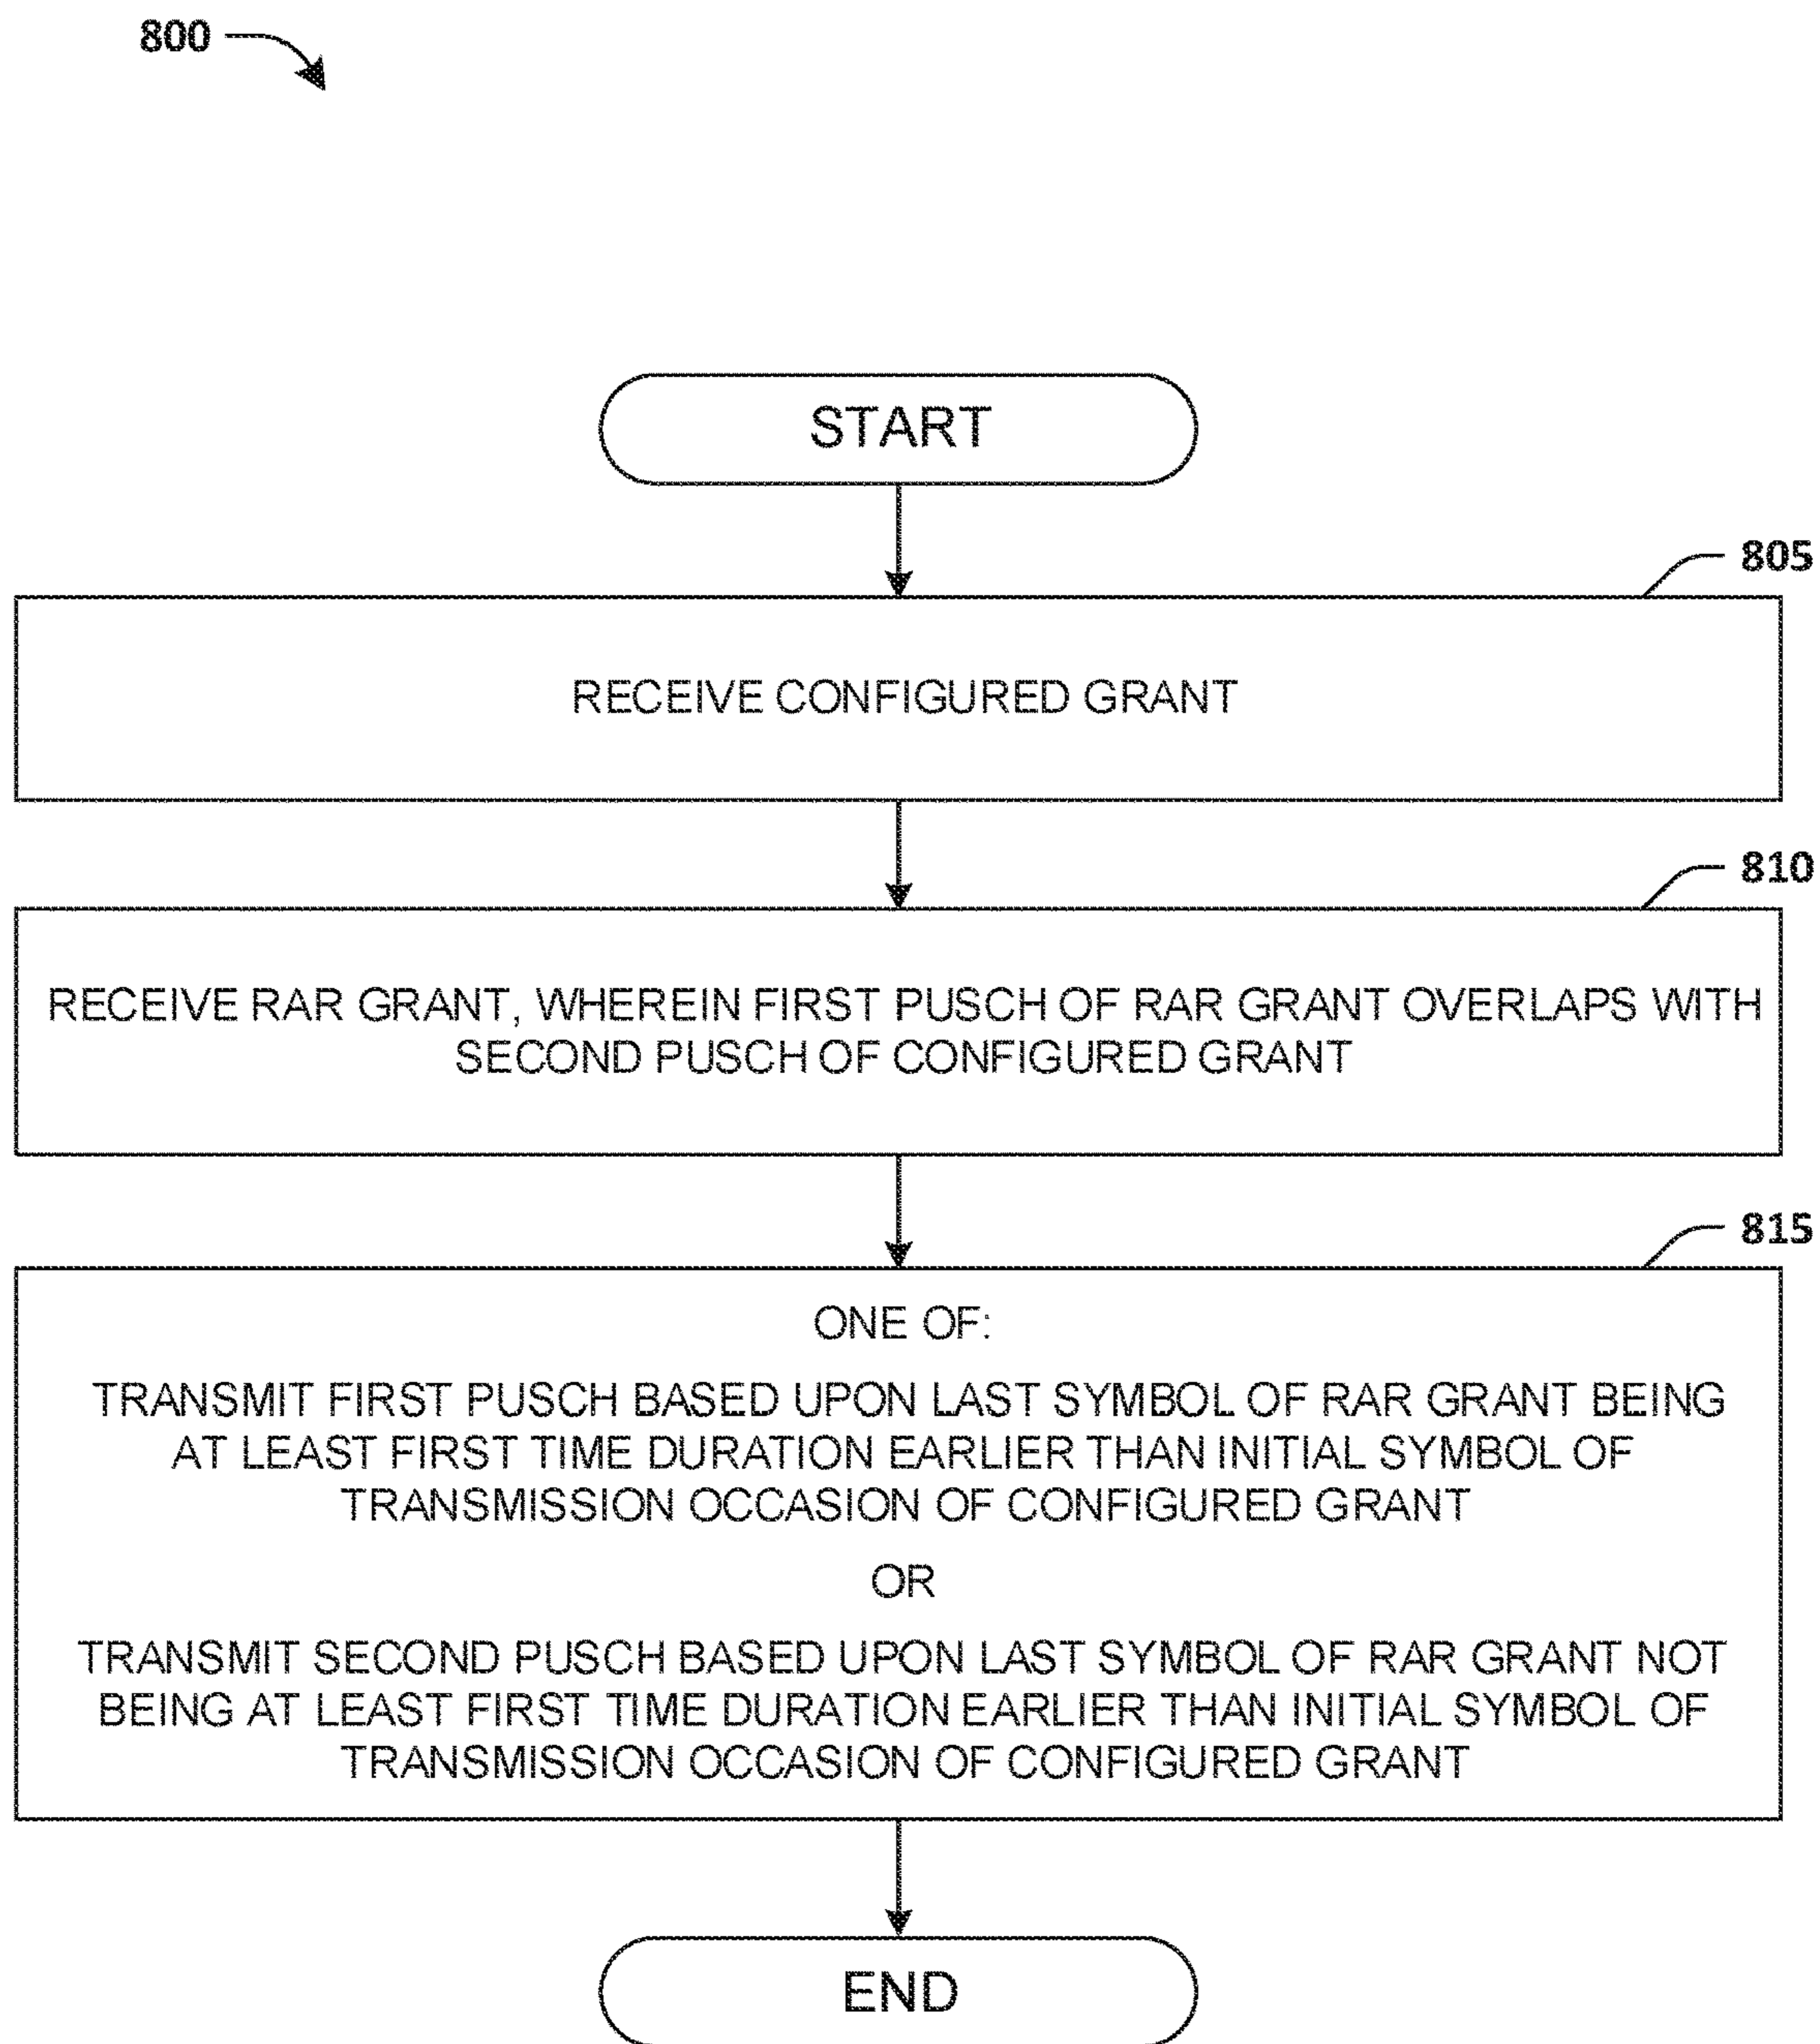 800
START
805
RECEIVE CONFIGURED GRANT
810
RECEIVE RAR GRANT, WHEREIN FIRST PUSCH OF RAR GRANT OVERLAPS WITH
SECOND PUSCH OF CONFIGURED GRANT
815
ONE OF:
TRANSMIT FIRST PUSCH BASED UPON LAST SYMBOL OF RAR GRANT BEING
AT LEAST FIRST TIME DURATION EARLIER THAN INITIAL SYMBOL OF
TRANSMISSION OCCASION OF CONFIGURED GRANT
OR
TRANSMIT SECOND PUSCH BASED UPON LAST SYMBOL OF RAR GRANT NOT
BEING AT LEAST FIRST TIME DURATION EARLIER THAN INITIAL SYMBOL OF
TRANSMISSION OCCASION OF CONFIGURED GRANT
END